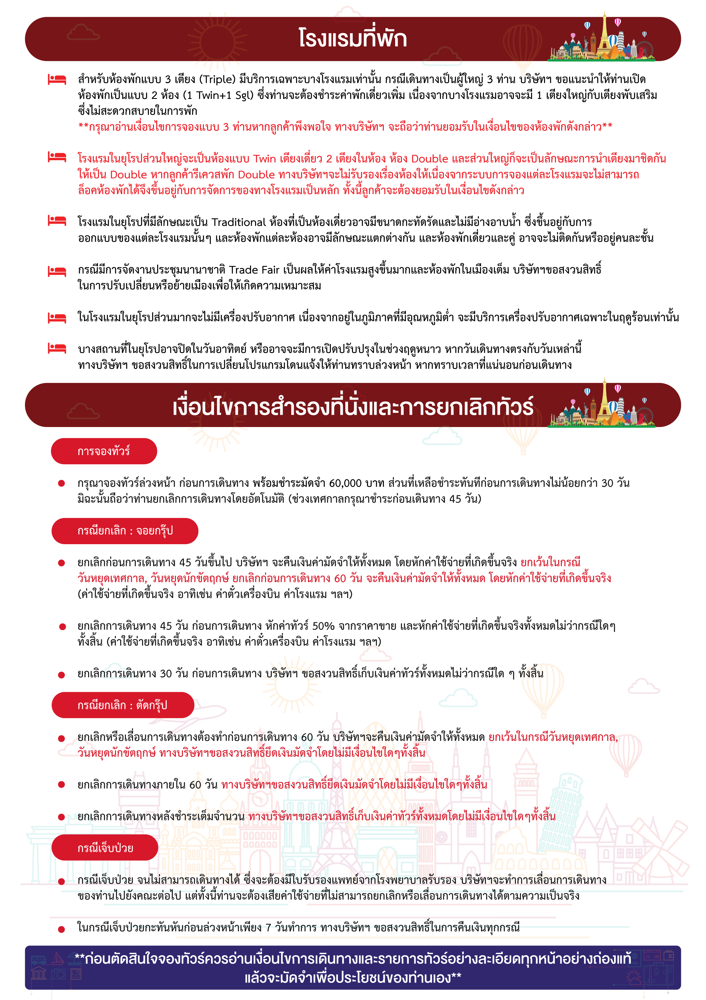 โรงแรมที่พัก
สำหรับห้องพักแบบ 3 เตียง (Triple) มีบริการเฉพาะบางโรงแรมเท่านั้น กรณีเดินทางเป็นผู้ใหญ่ 3 ท่าน บริษัทฯ ขอแนะนำให้ท่านเปิด
ห้องพักเป็นแบบ 2 ห้อง (1 Twin+1 Sgl) ซึ่งท่านจะต้องชำระค่าพักเดี่ยวเพิ่ม เนื่องจากบางโรงแรมอาจจะมี 1 เตียงใหญ่กับเตียงพับเสริม
ซึ่งไม่สะดวกสบายในการพัก
**กรุณาอ่านเงื่อนไขการจองแบบ 3 ท่านหากลูกค้าพึงพอใจ ทางบริษัทฯ จะถือว่าท่านยอมรับในเงื่อนไขของห้องพักดังกล่าว**
โรงแรมในยุโรปส่วนใหญ่จะเป็นห้องแบบ Twin เตียงเดี่ยว 2 เตียงในห้อง ห้อง Double และส่วนใหญ่ก็จะเป็นลักษณะการนำเตียงมาชิดกัน
ให้เป็น Double หากลูกค้ารีเควสพัก Double ทางบริษัทฯจะไม่รับรองเรื่องห้องให้เนื่องจากระบบการจองแต่ละโรงแรมจะไม่สามารถ
ล็อคห้องพักได้จึงขึ้นอยู่กับการจัดการของทางโรงแรมเป็นหลัก ทั้งนี้ลูกค้าจะต้องยอมรับในเงื่อนไขดังกล่าว
โรงแรมในยุโรปที่มีลักษณะเป็น Traditional ห้องที่เป็นห้องเดี่ยวอาจมีขนาดกะทัดรัดและไม่มีอ่างอาบน้ำ ซึ่งขึ้นอยู่กับการ
ออกแบบของแต่ละโรงแรมนั้นๆ และห้องพักแต่ละห้องอาจมีลักษณะแตกต่างกัน และห้องพักเดี่ยวและคู่ อาจจะไม่ติดกันหรืออยู่คนละชั้น
กรณีมีการจัดงานประชุมนานาชาติ Trade Fair เป็นผลให้ค่าโรงแรมสูงขึ้นมากและห้องพักในเมืองเต็ม บริษัทฯขอสงวนสิทธิ์
ในการปรับเปลี่ยนหรือย้ายเมืองเพื่อให้เกิดความเหมาะสม
ในโรงแรมในยุโรปส่วนมากจะไม่มีเครื่องปรับอากาศ เนื่องจากอยู่ในภูมิภาคที่มีอุณหภูมิต่ำ จะมีบริการเครื่องปรับอากาศเฉพาะในฤดูร้อนเท่านั้น
บางสถานที่ในยุโรปอาจปิดในวันอาทิตย์ หรืออาจจะมีการเปิดปรับปรุงในช่วงฤดูหนาว หากวันเดินทางตรงกับวันเหล่านี้
ทางบริษัทฯ ขอสงวนสิทธิ์ในการเปลี่ยนโปรแกรมโดนแจ้งให้ท่านทราบล่วงหน้า หากทราบเวลาที่แน่นอนก่อนเดินทาง
เงื่อนไขการสำรองที่นั่งและการยกเลิกทัวร์
การจองทัวร์
กรุณาจองทัวร์ล่วงหน้า ก่อนการเดินทาง พร้อมชำระมัดจำ 60,000 บาท ส่วนที่เหลือชำระทันทีก่อนการเดินทางไม่น้อยกว่า 30 วัน
มิฉะนั้นถือว่าท่านยกเลิกการเดินทางโดยอัตโนมัติ (ช่วงเทศกาลกรุณาชำระก่อนเดินทาง 45 วัน)
กรณียกเลิก : จอยกรุ๊ป
ยกเลิกก่อนการเดินทาง 45 วันขึ้นไป บริษัทฯ จะคืนเงินค่ามัดจำให้ทั้งหมด โดยหักค่าใช้จ่ายที่เกิดขึ้นจริง ยกเว้นในกรณี
วันหยุดเทศกาล, วันหยุดนักขัตฤกษ์ ยกเลิกก่อนการเดินทาง 60 วัน จะคืนเงินค่ามัดจำให้ทั้งหมด โดยหักค่าใช้จ่ายที่เกิดขึ้นจริง
(ค่าใช้จ่ายที่เกิดขึ้นจริง อาทิเช่น ค่าตั๋วเครื่องบิน ค่าโรงแรม ฯลฯ)
ยกเลิกการเดินทาง 45 วัน ก่อนการเดินทาง หักค่าทัวร์ 50% จากราคาขาย และหักค่าใช้จ่ายที่เกิดขึ้นจริงทั้งหมดไม่ว่ากรณีใดๆ
ทั้งสิ้น (ค่าใช้จ่ายที่เกิดขึ้นจริง อาทิเช่น ค่าตั๋วเครื่องบิน ค่าโรงแรม ฯลฯ)
ยกเลิกการเดินทาง 30 วัน ก่อนการเดินทาง บริษัทฯ ขอสงวนสิทธิ์เก็บเงินค่าทัวร์ทั้งหมดไม่ว่ากรณีใด ๆ ทั้งสิ้น
กรณียกเลิก : ตัดกรุ๊ป
ยกเลิกหรือเลื่อนการเดินทางต้องทำก่อนการเดินทาง 60 วัน บริษัทฯจะคืนเงินค่ามัดจำให้ทั้งหมด ยกเว้นในกรณีวันหยุดเทศกาล,
วันหยุดนักขัตฤกษ์ ทางบริษัทฯขอสงวนสิทธิ์ยึดเงินมัดจำโดยไม่มีเงื่อนไขใดๆทั้งสิ้น
ยกเลิกการเดินทางภายใน 60 วัน ทางบริษัทฯขอสงวนสิทธิ์ยึดเงินมัดจำโดยไม่มีเงื่อนไขใดๆทั้งสิ้น
ยกเลิกการเดินทางหลังชำระเต็มจำนวน ทางบริษัทฯขอสงวนสิทธิ์เก็บเงินค่าทัวร์ทั้งหมดโดยไม่มีเงื่อนไขใดๆทั้งสิ้น
กรณีเจ็บป่วย
กรณีเจ็บป่วย จนไม่สามารถเดินทางได้ ซึ่งจะต้องมีใบรับรองแพทย์จากโรงพยาบาลรับรอง บริษัทฯจะทำการเลื่อนการเดินทาง
ของท่านไปยังคณะต่อไป แต่ทั้งนี้ท่านจะต้องเสียค่าใช้จ่ายที่ไม่สามารถยกเลิกหรือเลื่อนการเดินทางได้ตามความเป็นจริง
ในกรณีเจ็บป่วยกะทันหันก่อนล่วงหน้าเพียง 7 วันทำการ ทางบริษัทฯ ขอสงวนสิทธิ์ในการคืนเงินทุกกรณี
**ก่อนตัดสินใจจองทัวร์ควรอ่านเงื่อนไขการเดินทางและรายการทัวร์อย่างละเอียดทุกหน้าอย่างถ่องแท้
แล้วจะมัดจำเพื่อประโยชน์ของท่านเอง**